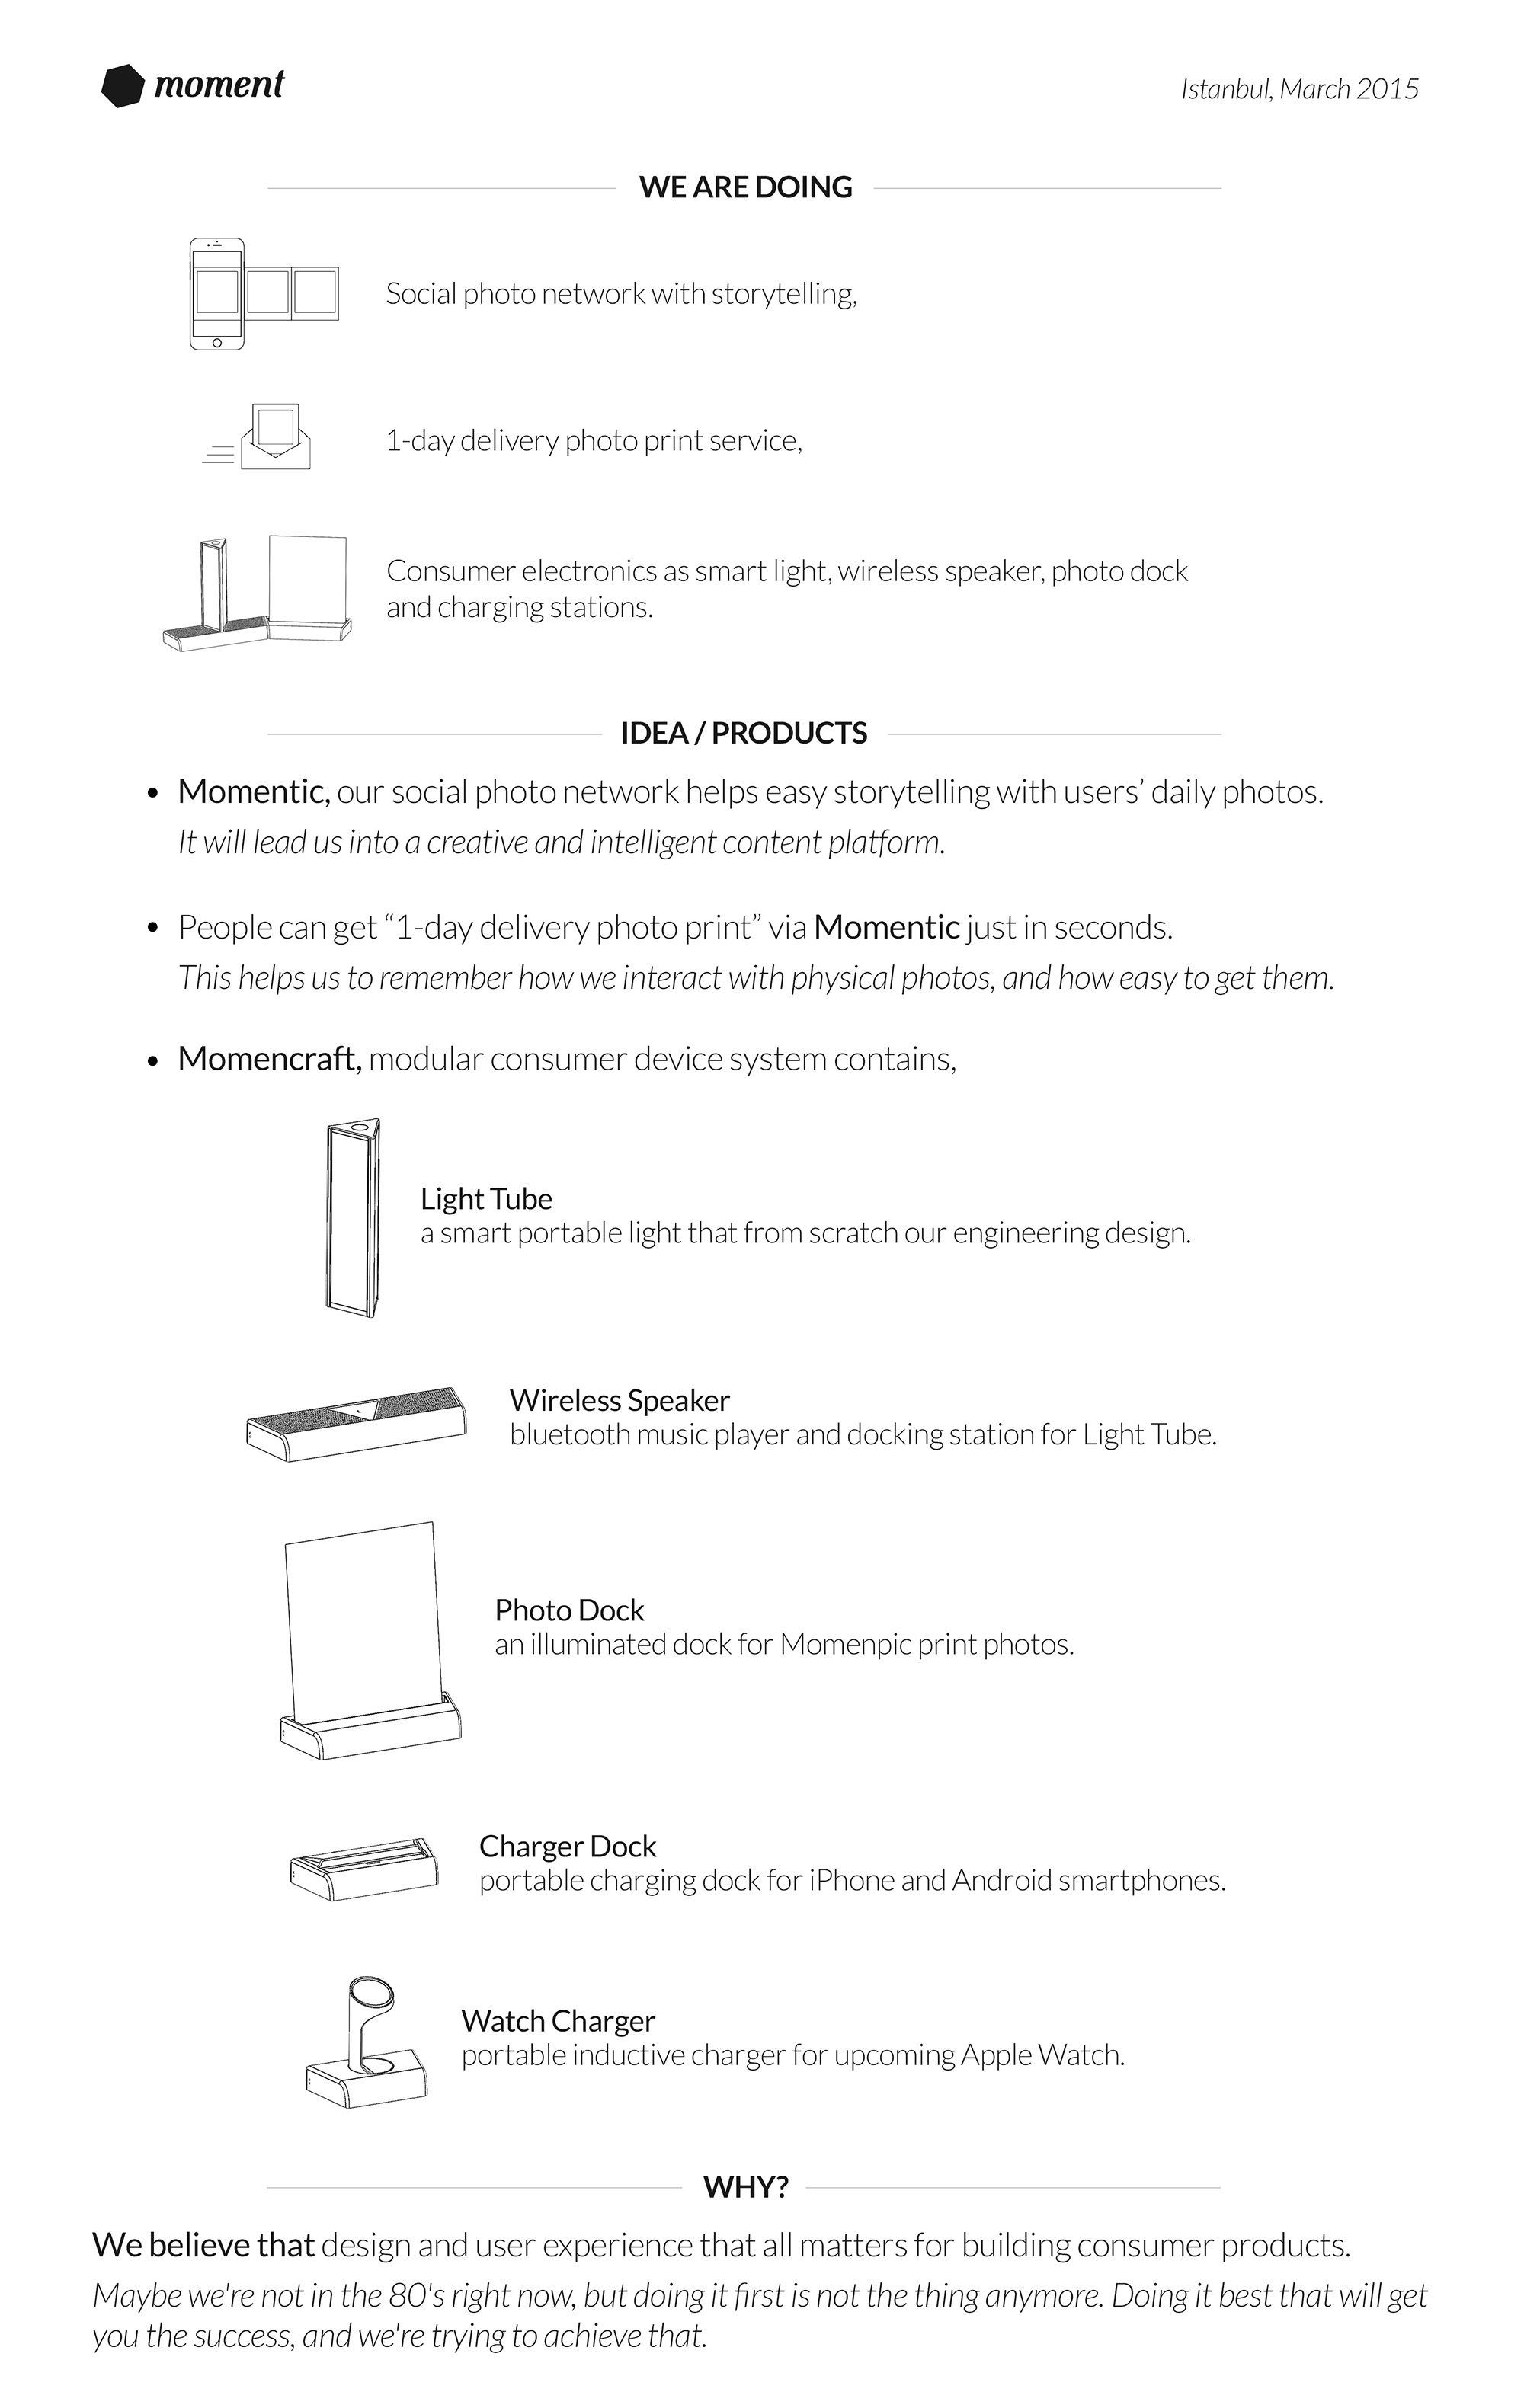 moment
Istanbul, March 2015
WE ARE DOING
Social photo network with storytelling,
1-day delivery photo print service,
Consumer electronics as smart light, wireless speaker, photo dock
and charging stations.
IDEA / PRODUCTS
• Momentic, our social photo network helps easy storytelling with users’ daily photos.
It will lead us into a creative and intelligent content platform.
• People can get “1-day delivery photo print” via Momentic just in seconds.
This helps us to remember how we interact with physical photos, and how easy to get them.
• Momencraft, modular consumer device system contains,
Light Tube
a smart portable light that from scratch our engineering design.
Wireless Speaker
bluetooth music player and docking station for Light Tube.
Photo Dock
an illuminated dock for Momenpic print photos.
Charger Dock
portable charging dock for iPhone and Android smartphones.
Watch Charger
portable inductive charger for upcoming Apple Watch.
WHY?
We believe that design and user experience that all matters for building consumer products.
Maybe we're not in the 80's right now, but doing it first is not the thing anymore. Doing it best that will get
you the success, and we're trying to achieve that.